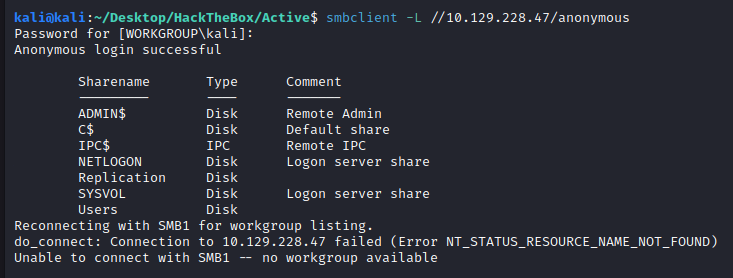 kali@kali:~/Desktop/HackTheBox/Active$ smbclient -L //10.129.228.47/anonymous
Password for [WORKGROUP\kali]:
Anonymous login successful
Sharename Type Comment
--------- ---- -------
ADMIN$ Disk Remote Admin
C$ Disk Default share
IPC$ IPC Remote IPC
NETLOGON Disk Logon server share
Replication Disk
SYSVOL Disk Logon server share
Users Disk
Reconnecting with SMB1 for workgroup listing.
do_connect: Connection to 10.129.228.47 failed (Error NT_STATUS_RESOURCE_NAME_NOT_FOUND)
Unable to connect with SMB1 -- no workgroup available